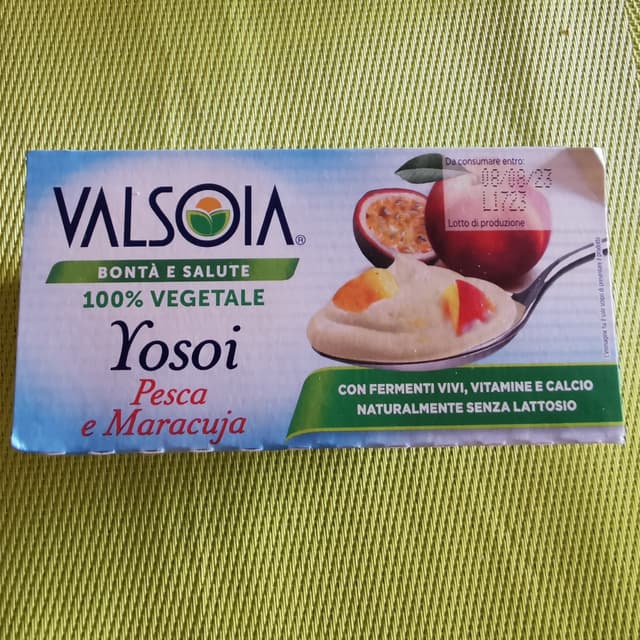 VALSOIA®
BONTÀ E SALUTE
100% VEGETALE
Yosoi
Pesca
e Maracuja
Da consumare entro:
08/08/23
L1723
Lotto di produzione
CON FERMENTI VIVI, VITAMINE E CALCIO
NATURALMENTE SENZA LATTOSIO